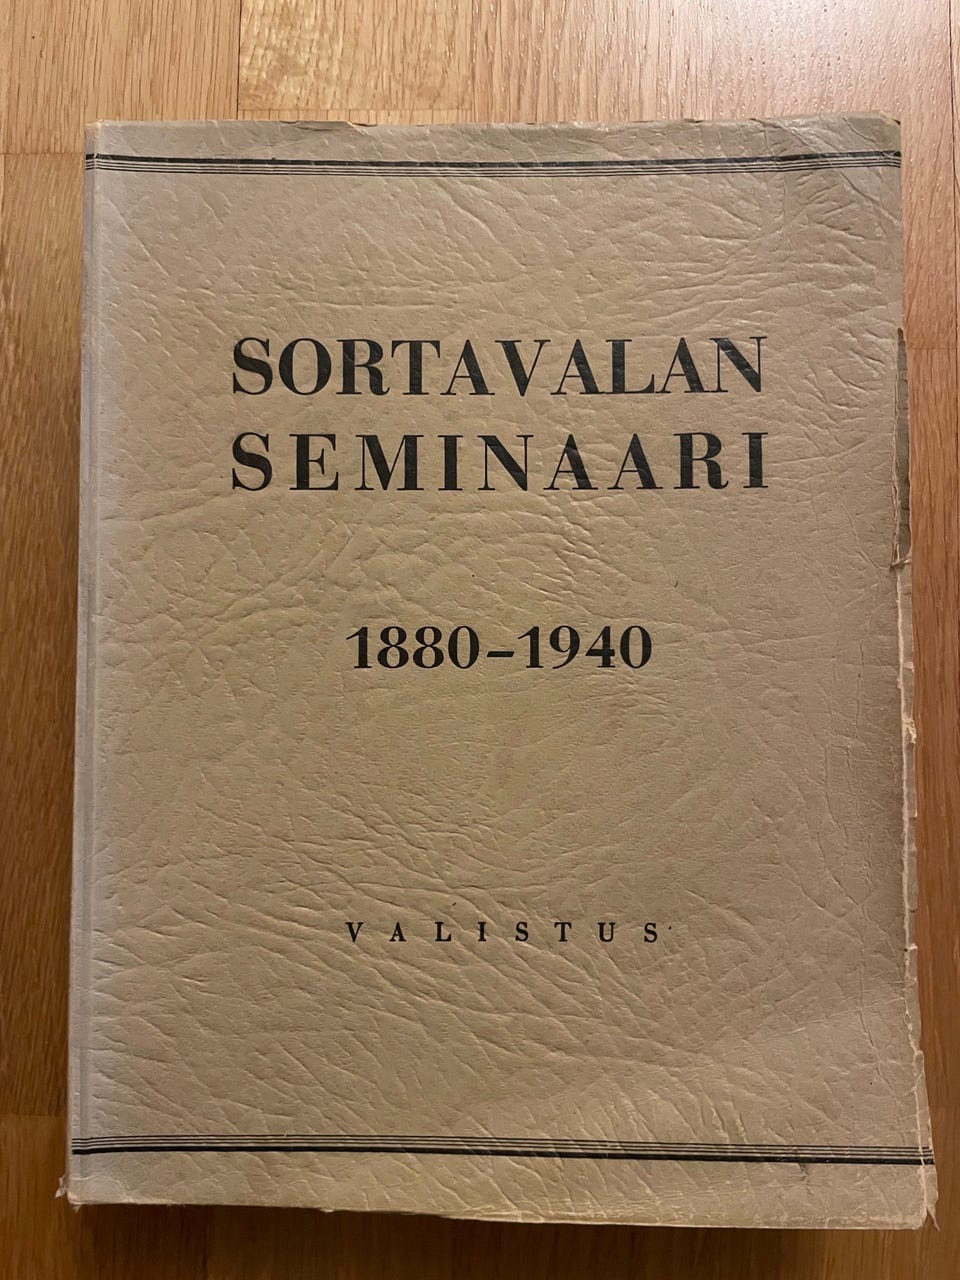 SORTAVALAN
SEMINAARI
1880-1940
VALISTUS